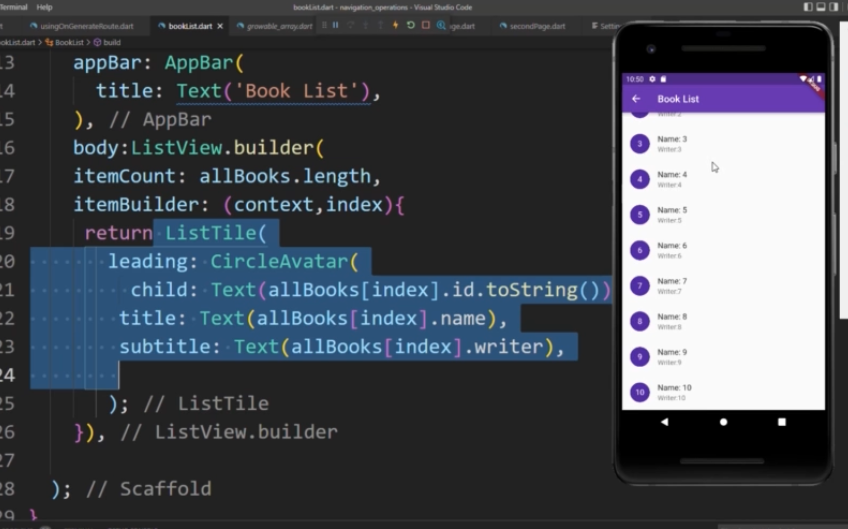 Terminal Help
bookList.dart - navigation_operations - Visual Studio Code
usingOnGenerateRoute.dart
bookList.dart
growable_array.dart
ge.dart
secondPage.dart
bookList.dart > BookList > build
13 appBar: AppBar(
14 title: Text('Book List'),
15 ), // AppBar
16 body:ListView.builder(
17 itemCount: allBooks.length,
18 itemBuilder: (context,index){
19 return ListTile(
20 leading: CircleAvatar(
21 child: Text(allBooks[index].id.toString())
22 title: Text(allBooks[index].name),
23 subtitle: Text(allBooks[index].writer),
24
25 ); // ListTile
26 }), // ListView.builder
27
28 ); // Scaffold
29 }
10:50
Book List
Writer:2
3 Name: 3
Writer:3
4 Name: 4
Writer:4
5 Name: 5
Writer:5
6 Name: 6
Writer:6
7 Name: 7
Writer:7
8 Name: 8
Writer:8
9 Name: 9
Writer:9
10 Name: 10
Writer:10